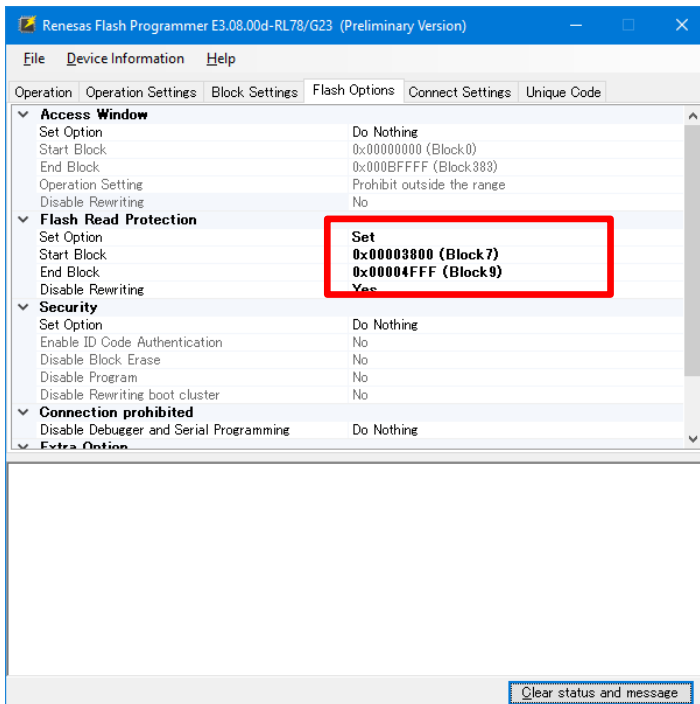 Renesas Flash Programmer E3.08.00d-RL78/G23 (Preliminary Version)
File Device Information Help
Operation Operation Settings Block Settings Flash Options Connect Settings Unique Code
Access Window
Set Option Do Nothing
Start Block 0x00000000 (Block0)
End Block 0x000BFFFF (Block383)
Operation Setting Prohibit outside the range
Disable Rewriting No
Flash Read Protection
Set Option Set
Start Block 0x00003800 (Block7)
End Block 0x00004FFF (Block9)
Disable Rewriting Yes
Security
Set Option Do Nothing
Enable ID Code Authentication No
Disable Block Erase No
Disable Program No
Disable Rewriting boot cluster No
Connection prohibited
Disable Debugger and Serial Programming Do Nothing
Extra Option
Clear status and message